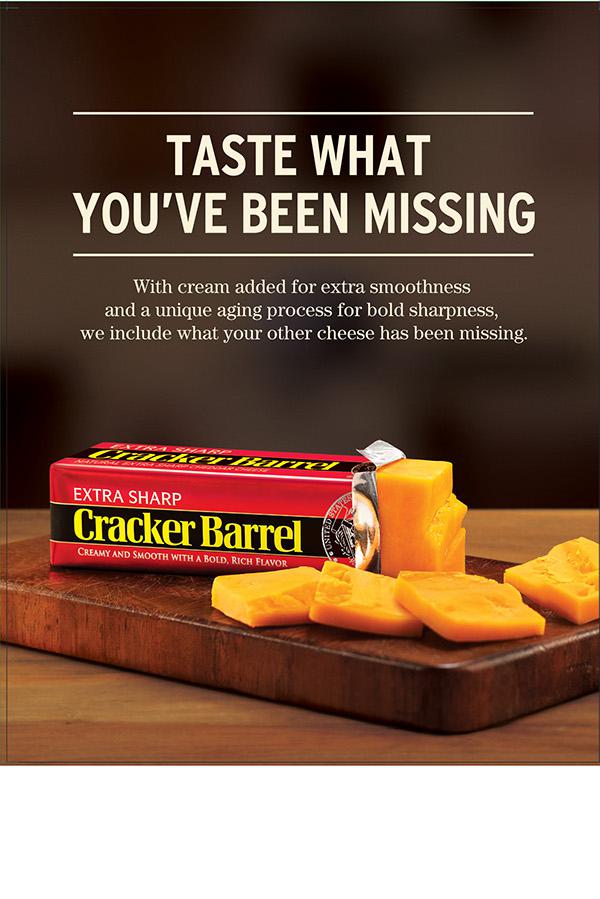 TASTE WHAT
YOU'VE BEEN MISSING
With cream added for extra smoothness
and a unique aging process for bold sharpness,
we include what your other cheese has been missing.
EXTRA SHARP
Cracker Barrel
NATURAL EXTRA SHARP CHEDDAR CHEESE
EXTRA SHARP
Cracker Barrel
CREAMY AND SMOOTH WITH A BOLD, RICH FLAVOR
UNITED STATES